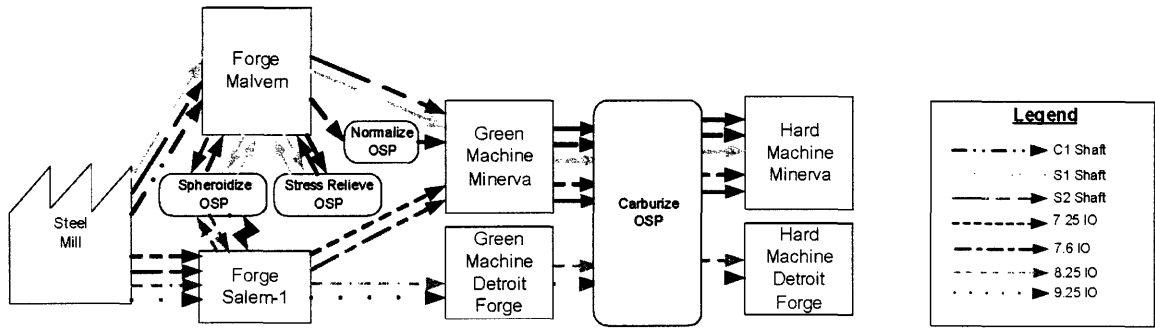 Forge
Malvern
Normalize
OSP
Spheroidize
OSP
Stress Relieve
OSP
Steel
Mill
Forge
Salem-1
Green
Machine
Minerva
Green
Machine
Detroit
Forge
Carburize
OSP
Hard
Machine
Minerva
Hard
Machine
Detroit
Forge
Legend
C1 Shaft
S1 Shaft
S2 Shaft
7 25 IO
7.6 IO
8.25 IO
9.25 IO